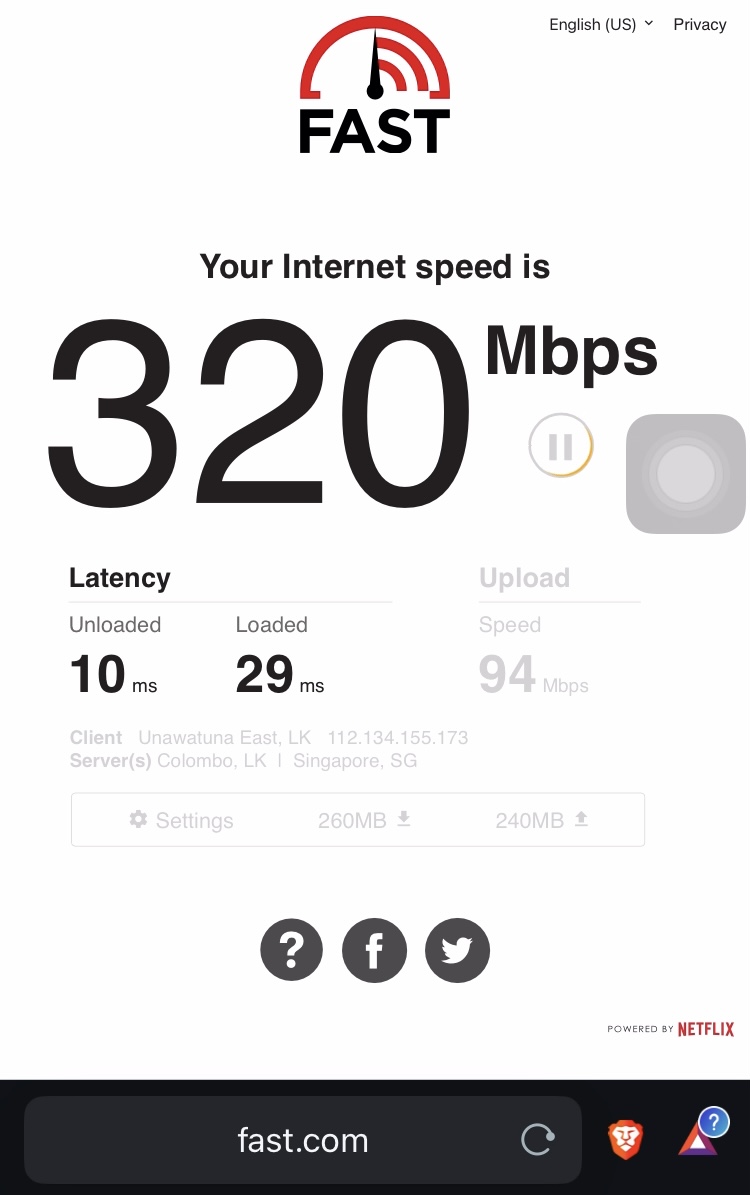 English (US) Privacy
FAST
Your Internet speed is
320 Mbps
Latency Upload
Unloaded Loaded Speed
10 ms 29 ms 94 Mbps
Client Unawatuna East, LK 112.134.155.173
Server(s) Colombo, LK | Singapore, SG
Settings 260MB 240MB
?
POWERED BY NETFLIX
fast.com
?